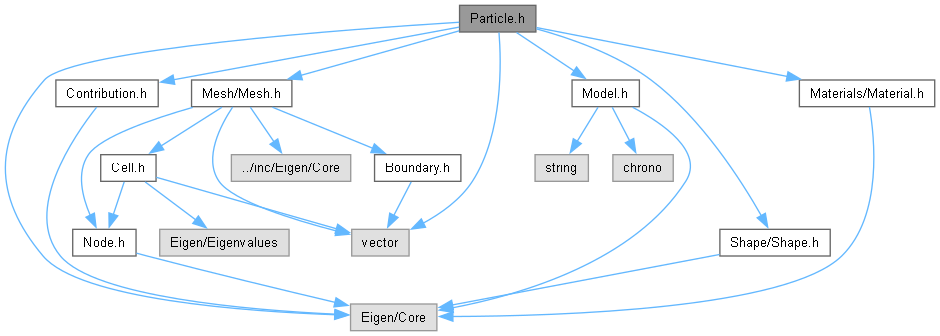 Particle.h
Contribution.h
Mesh/Mesh.h
Model.h
Materials/Material.h
Cell.h
../inc/Eigen/Core
Boundary.h
string
chrono
Node.h
Eigen/Eigenvalues
vector
Shape/Shape.h
Eigen/Core